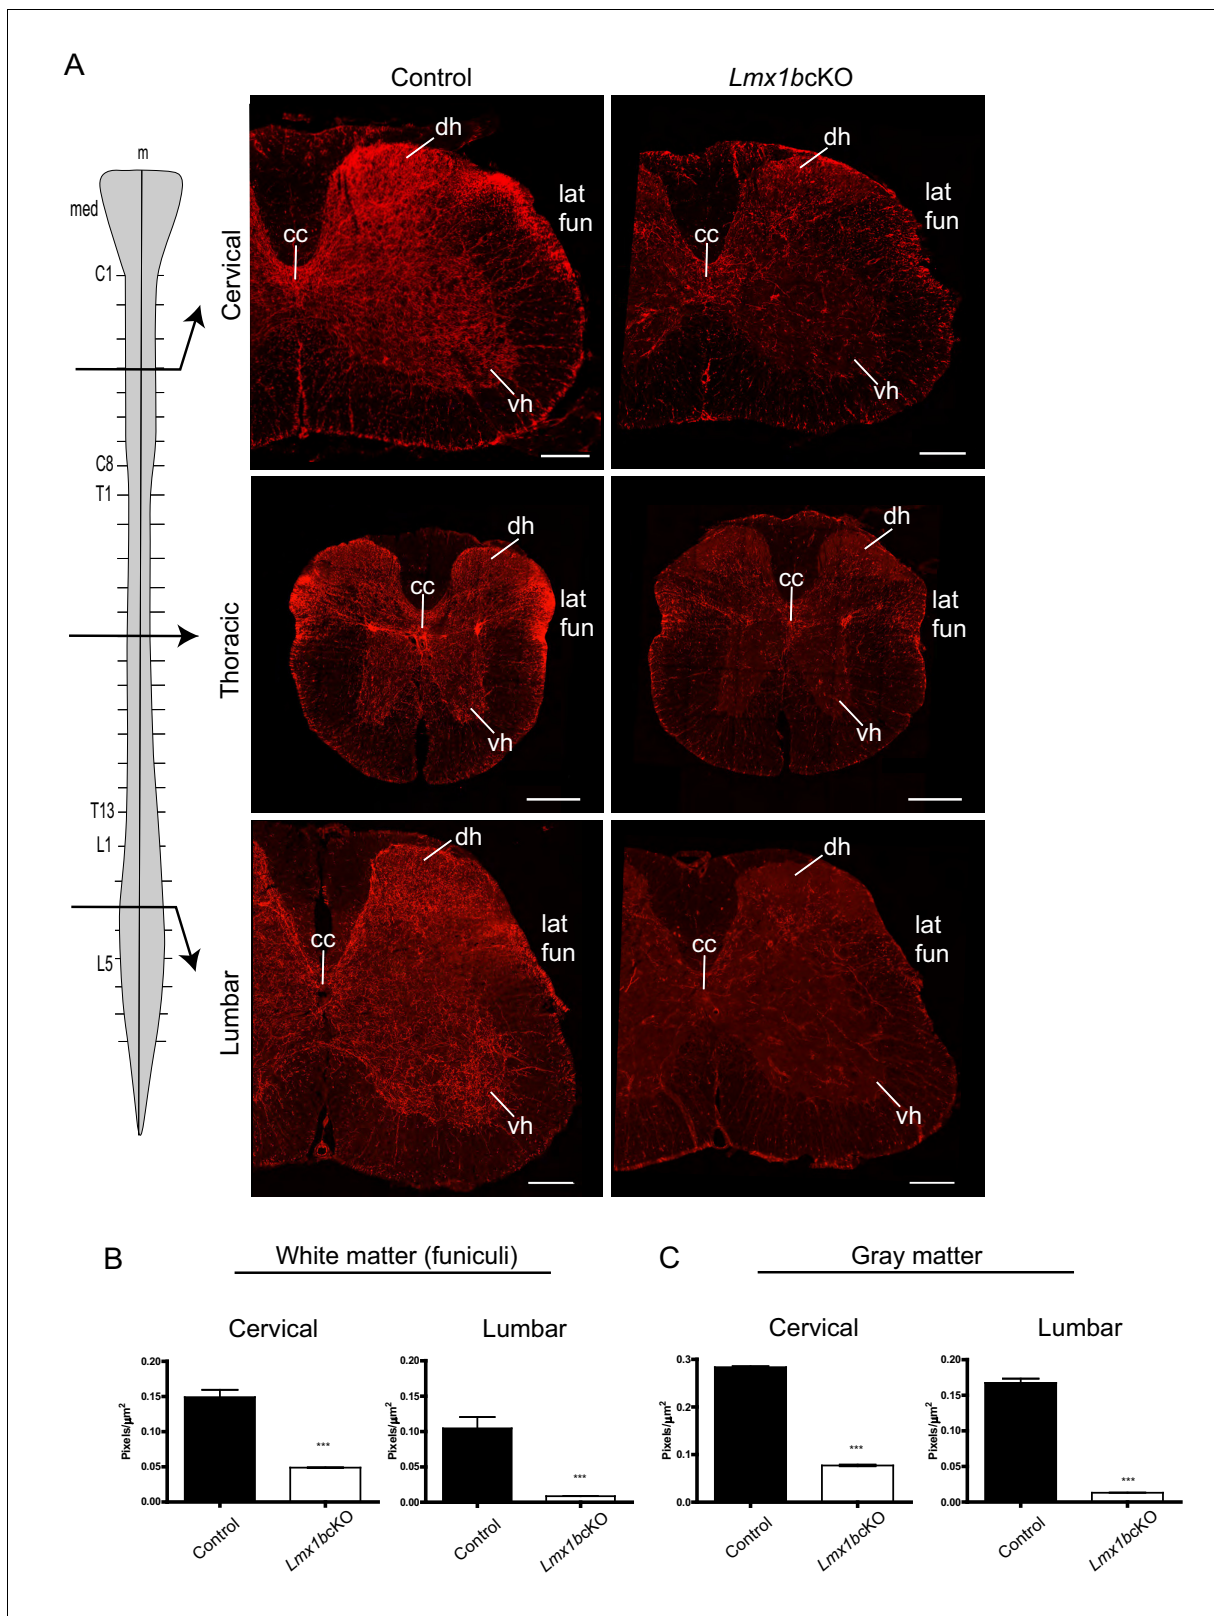 A
Control
Lmx1bcKO
m
med
C1
C8
T1
T13
L1
L5
Cervical
dh
lat
fun
cc
vh
dh
lat
fun
cc
vh
Thoracic
dh
lat
fun
cc
vh
dh
lat
fun
cc
vh
Lumbar
dh
lat
fun
cc
vh
dh
lat
fun
cc
vh
B
White matter (funiculi)
Cervical
Pixels/µm²
0.20
0.15
0.10
0.05
0.00
***
Control
Lmx1bcKO
Lumbar
Pixels/µm²
0.20
0.15
0.10
0.05
0.00
***
Control
Lmx1bcKO
C
Gray matter
Cervical
Pixels/µm²
0.3
0.2
0.1
0.0
***
Control
Lmx1bcKO
Lumbar
Pixels/µm²
0.20
0.15
0.10
0.05
0.00
***
Control
Lmx1bcKO